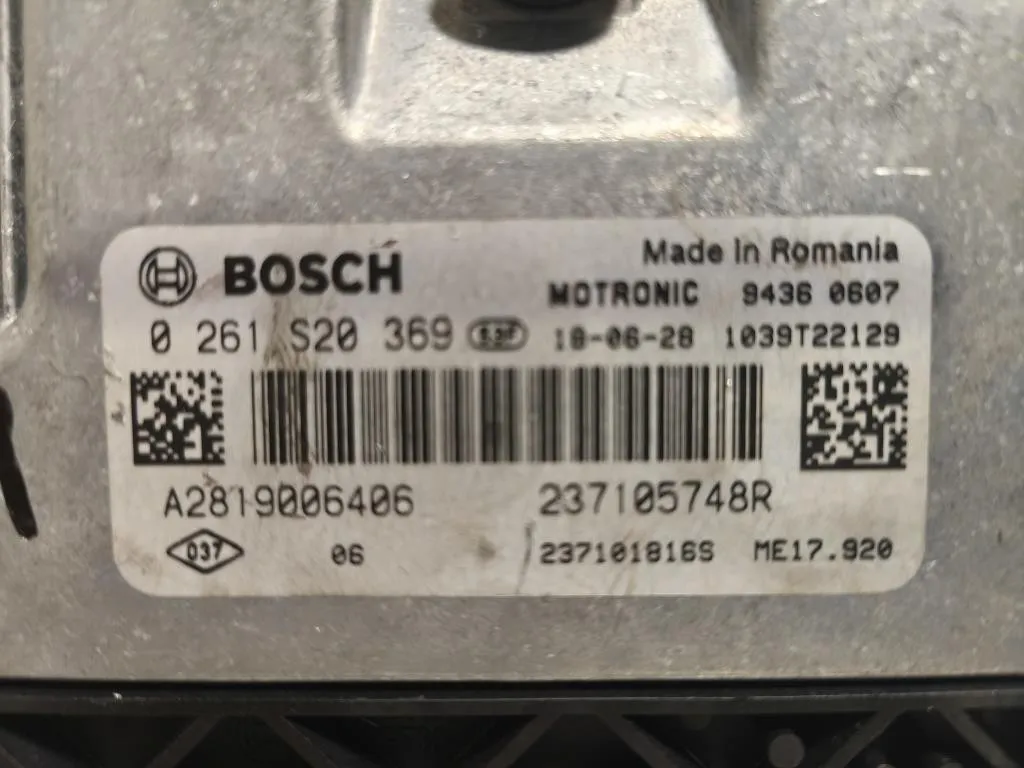 BOSCH
Made in Romania
MOTRONIC 9436 0607
0 261 S20 369 18-06-28 1039T22129
A2819006406 237105748R
037 06 237101816S ME17.920